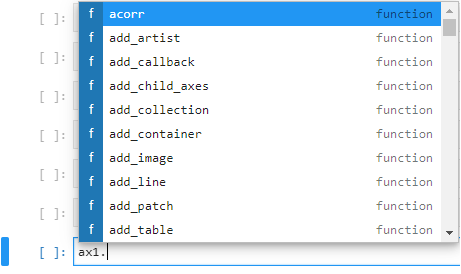 [ ]:
f acorr function
[ ]:
f add_artist function
f add_callback function
[ ]:
f add_child_axes function
[ ]:
f add_collection function
[ ]:
f add_container function
f add_image function
[ ]:
f add_line function
[ ]:
f add_patch function
f add_table function
[ ]: ax1.